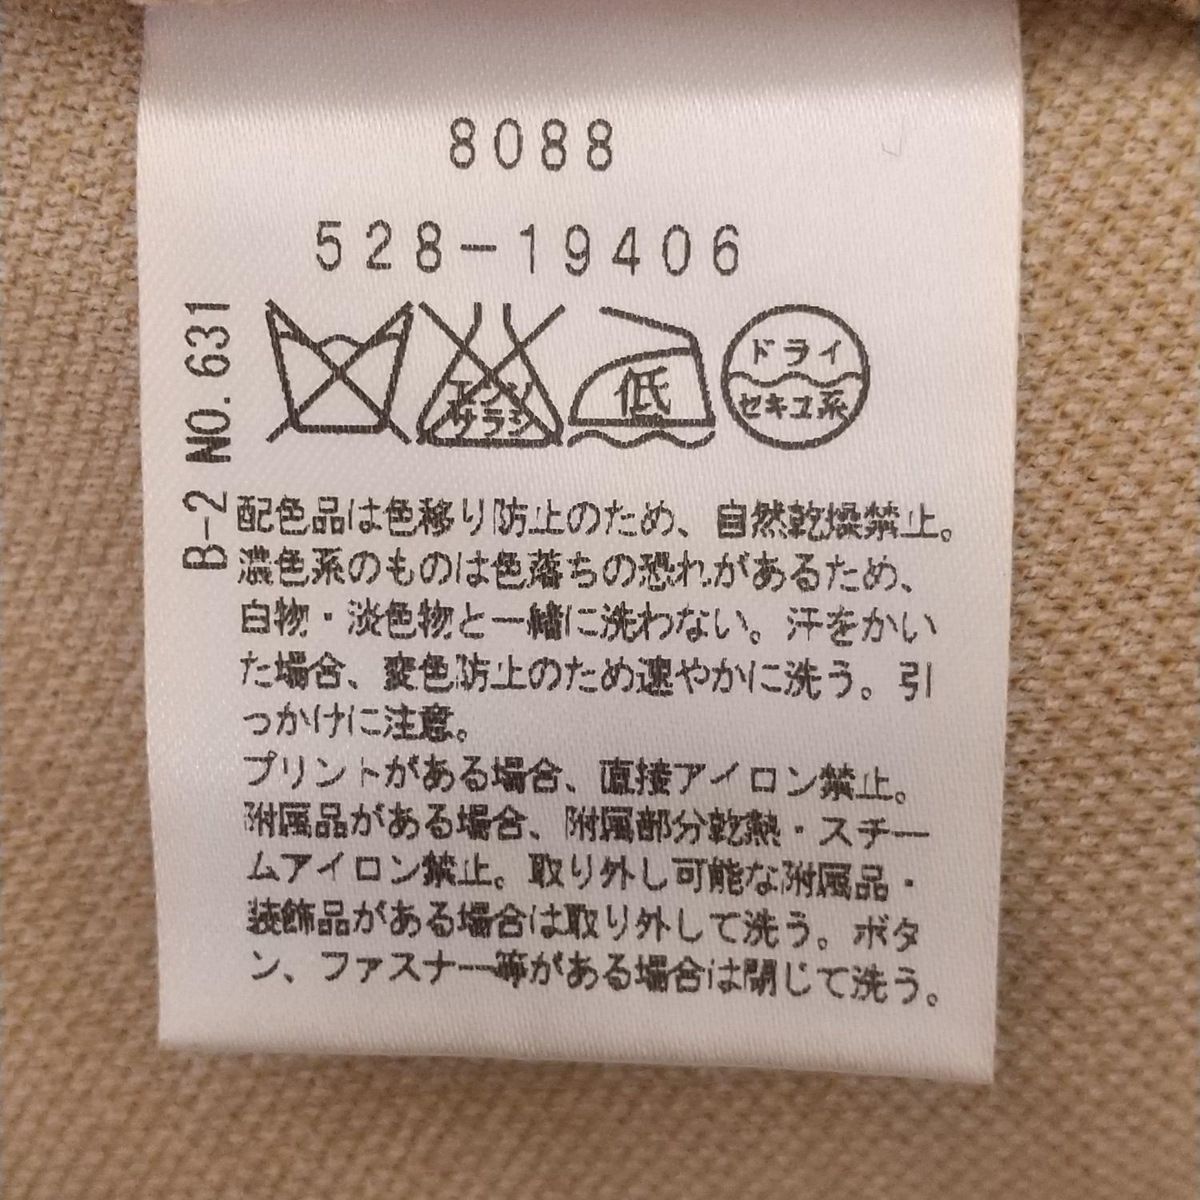 8088
528-19406
B-2 NO.631
エンソ
サラシ
低
ドライ
セキユ系
配色品は色移り防止のため、自然乾燥禁止。
濃色系のものは色落ちの恐れがあるため、
白物・淡色物と一緒に洗わない。汗をかい
た場合、変色防止のため速やかに洗う。引
っかけに注意。
プリントがある場合、直接アイロン禁止。
附属品がある場合、附属部分乾熱・スチー
ムアイロン禁止。取り外し可能な附属品・
装飾品がある場合は取り外して洗う。ボタ
ン、ファスナー等がある場合は閉じて洗う。